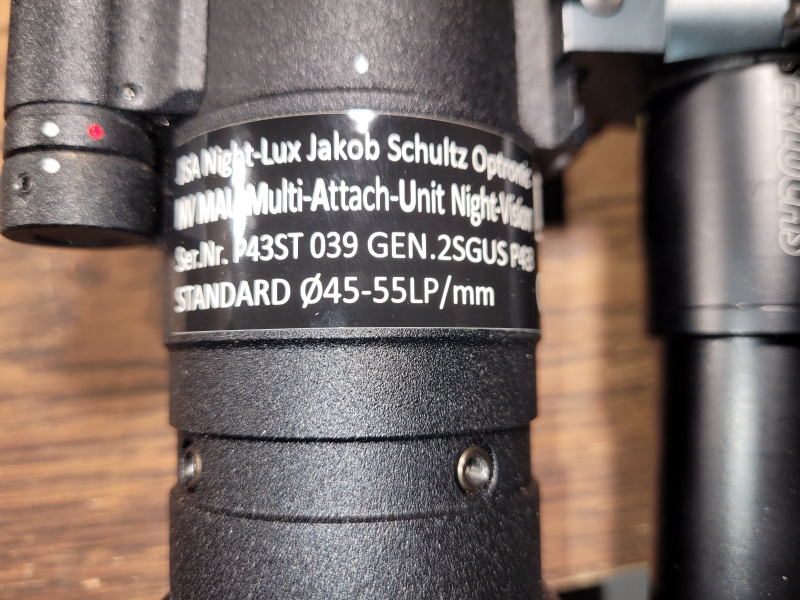 JSA Night-Lux Jakob Schultz Optronic
NV MAU Multi-Attach-Unit Night-Vision
Ser.Nr. P43ST 039 GEN.2SGUS P43
STANDARD Ø45-55LP/mm